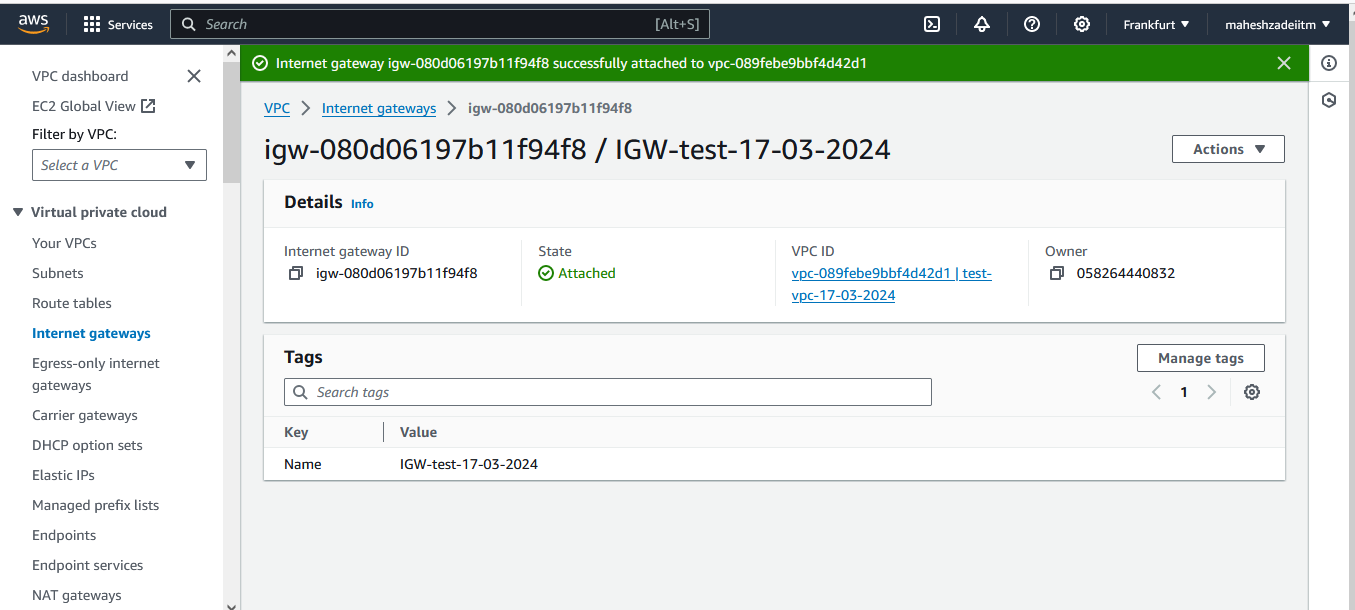 aws
Services
Search
[Alt+S]
Frankfurt
maheshzadeiitm
VPC dashboard
EC2 Global View
Filter by VPC:
Select a VPC
Virtual private cloud
Your VPCs
Subnets
Route tables
Internet gateways
Egress-only internet
gateways
Carrier gateways
DHCP option sets
Elastic IPs
Managed prefix lists
Endpoints
Endpoint services
NAT gateways
Internet gateway igw-080d06197b11f94f8 successfully attached to vpc-089febe9bbf4d42d1
VPC > Internet gateways > igw-080d06197b11f94f8
igw-080d06197b11f94f8 / IGW-test-17-03-2024
Actions
Details Info
Internet gateway ID
igw-080d06197b11f94f8
State
Attached
VPC ID
vpc-089febe9bbf4d42d1 | test-
vpc-17-03-2024
Owner
058264440832
Tags
Manage tags
Search tags
1
Key Value
Name IGW-test-17-03-2024